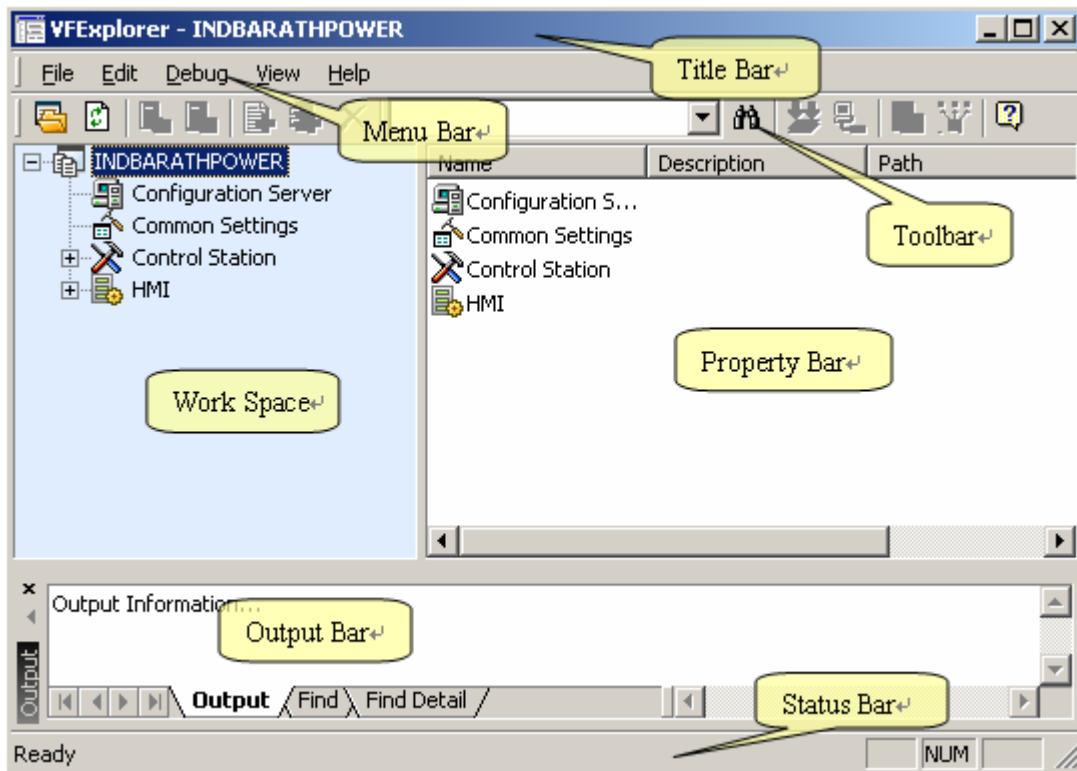 VFExplorer - INDBARATHPOWER
Title Bar
File Edit Debug View Help
Menu Bar
INDBARATHPOWER
Configuration Server
Common Settings
Control Station
HMI
Name Description Path
Configuration S...
Common Settings
Control Station
HMI
Toolbar
Property Bar
Work Space
Output
Output Information...
Output Bar
Output Find Find Detail
Status Bar
Ready NUM